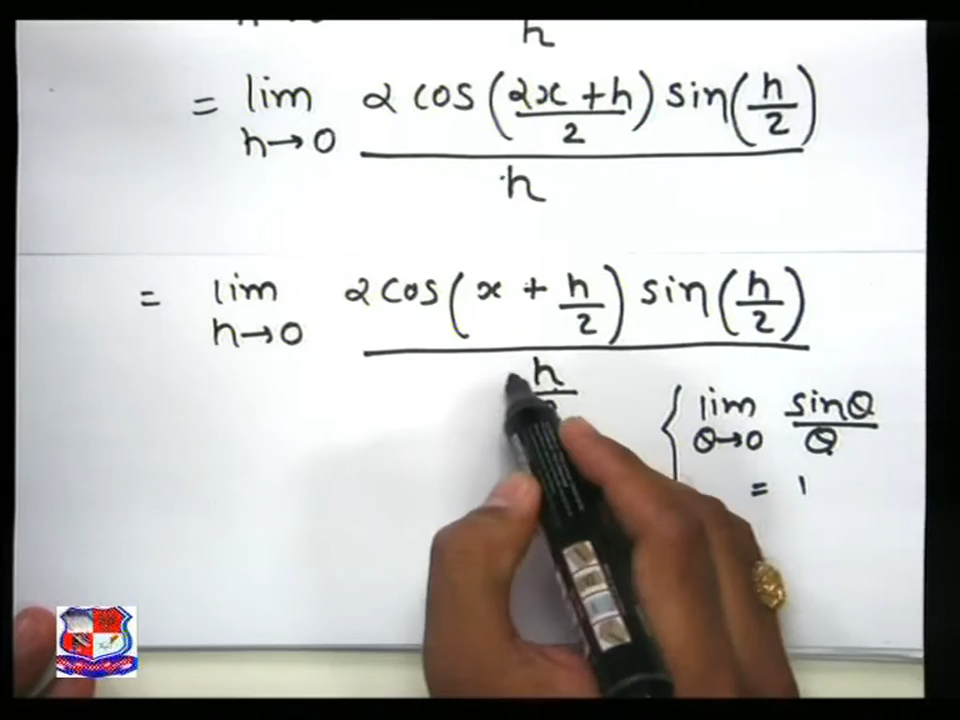 h
= lim h→0 2 cos(2x + h / 2) sin(h/2) / h
= lim h→0 2 cos(x + h/2) sin(h/2) / h
{ lim θ→0 sinθ / θ
= 1